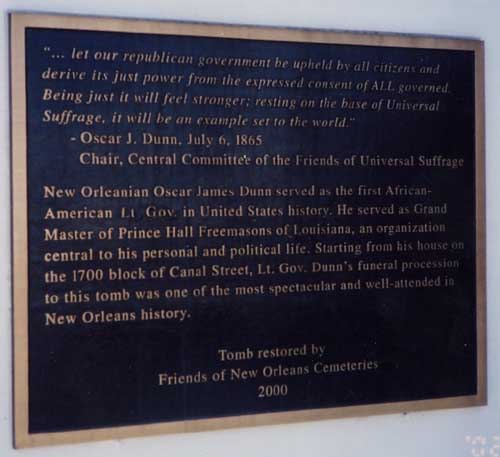 “... let our republican government be upheld by all citizens and
derive its just power from the expressed consent of ALL governed.
Being just it will feel stronger; resting on the base of Universal
Suffrage, it will be an example set to the world.”
- Oscar J. Dunn, July 6, 1865
Chair, Central Committee of the Friends of Universal Suffrage
New Orleanian Oscar James Dunn served as the first African-
American Lt. Gov. in United States history. He served as Grand
Master of Prince Hall Freemasons of Louisiana, an organization
central to his personal and political life. Starting from his house on
the 1700 block of Canal Street, Lt. Gov. Dunn's funeral procession
to this tomb was one of the most spectacular and well-attended in
New Orleans history.
Tomb restored by
Friends of New Orleans Cemeteries
2000